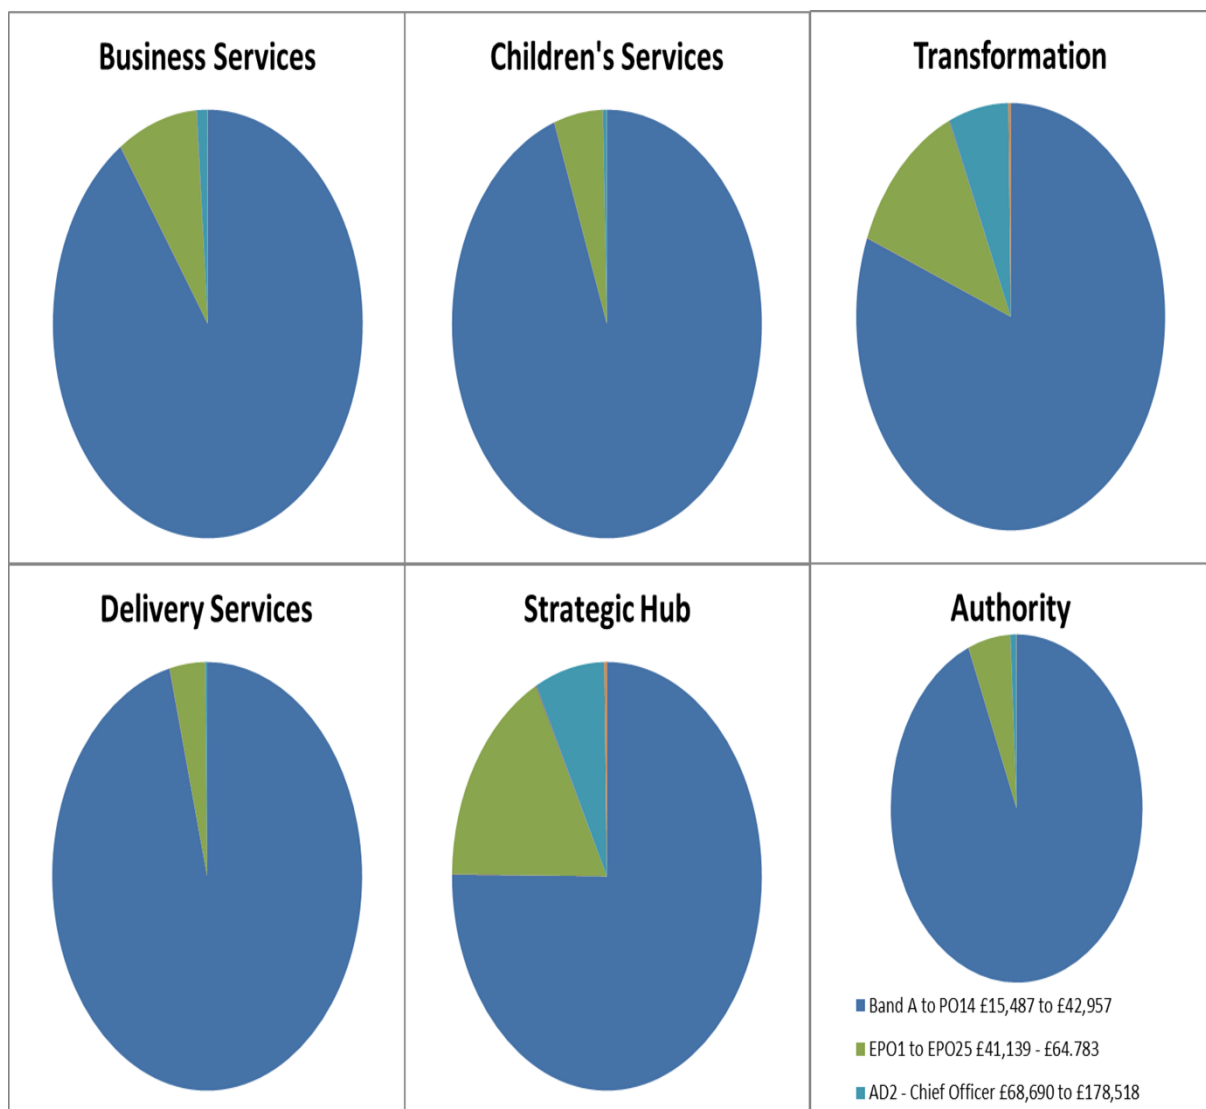 Business Services
Children's Services
Transformation
Delivery Services
Strategic Hub
Authority
Band A to PO14 £15,487 to £42,957
EPO1 to EPO25 £41,139 - £64.783
AD2 - Chief Officer £68,690 to £178,518